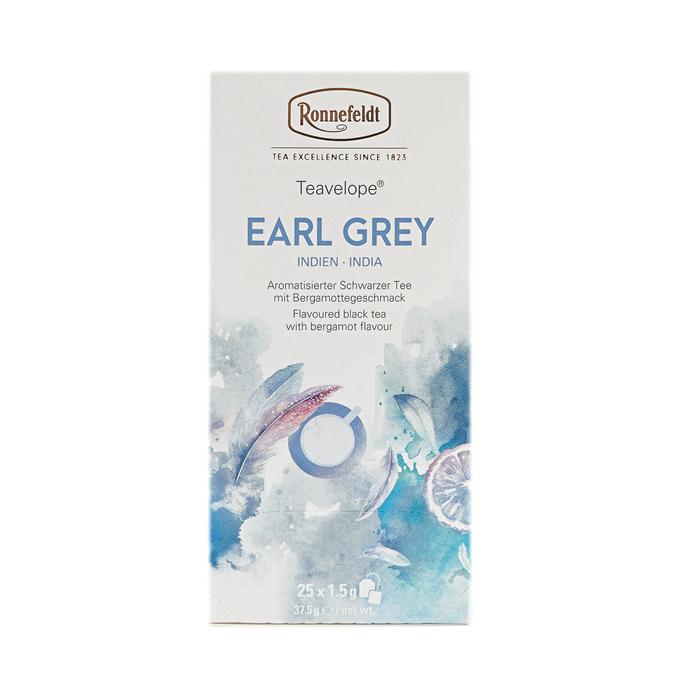 Ronnefeldt
TEA EXCELLENCE SINCE 1823
Teavelope®
EARL GREY
INDIEN · INDIA
Aromatisierter Schwarzer Tee
mit Bergamottegeschmack
Flavoured black tea
with bergamot flavour
25 x 1.5g
37.5g ℮ / net wt.